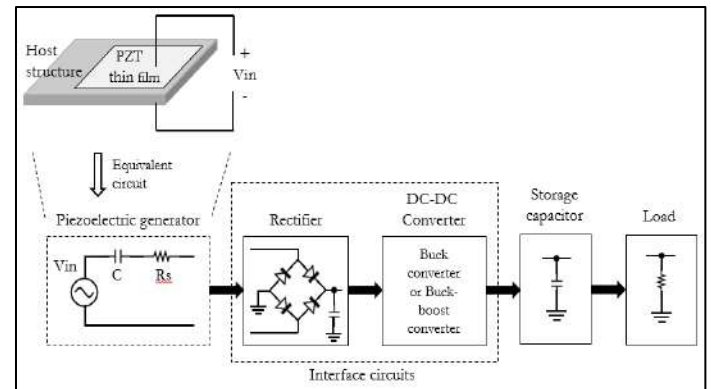 Host
structure
PZT
thin film
+
Vin
-
Equivalent
circuit
Piezoelectric generator
Vin
C
Rs
Rectifier
DC-DC
Converter
Buck
converter
or Buck-
boost
converter
Storage
capacitor
Load
Interface circuits